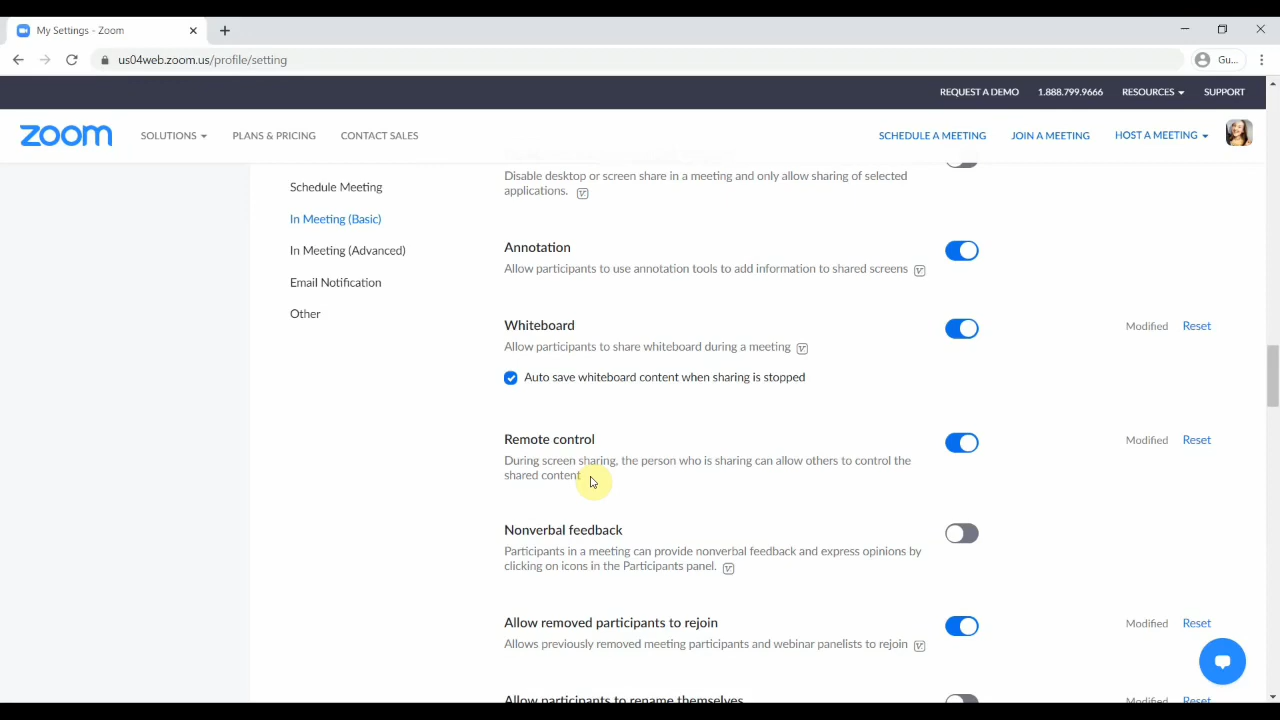 My Settings - Zoom
us04web.zoom.us/profile/setting
Gu...
REQUEST A DEMO 1.888.799.9666 RESOURCES SUPPORT
zoom SOLUTIONS PLANS & PRICING CONTACT SALES SCHEDULE A MEETING JOIN A MEETING HOST A MEETING
Schedule Meeting
In Meeting (Basic)
In Meeting (Advanced)
Email Notification
Other
Disable desktop or screen share in a meeting and only allow sharing of selected
applications.
Annotation
Allow participants to use annotation tools to add information to shared screens
Whiteboard
Modified Reset
Allow participants to share whiteboard during a meeting
Auto save whiteboard content when sharing is stopped
Remote control
Modified Reset
During screen sharing, the person who is sharing can allow others to control the
shared content
Nonverbal feedback
Participants in a meeting can provide nonverbal feedback and express opinions by
clicking on icons in the Participants panel.
Allow removed participants to rejoin
Modified Reset
Allows previously removed meeting participants and webinar panelists to rejoin
Allow participants to rename themselves
Modified Reset